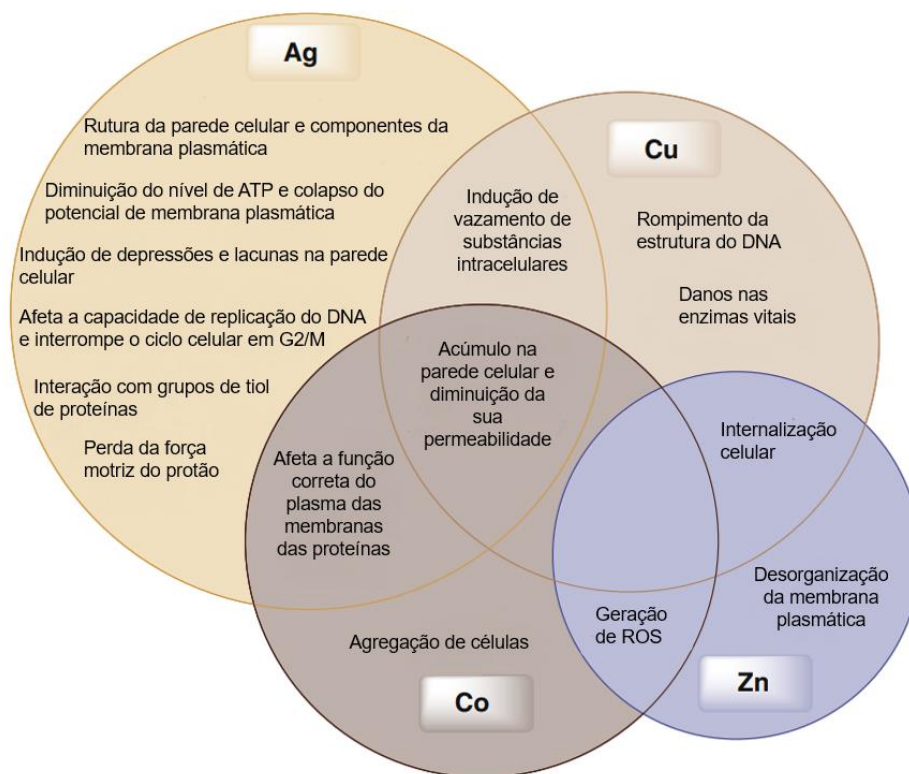 Ag
Rutura da parede celular e componentes da
membrana plasmática
Diminuição do nível de ATP e colapso do
potencial de membrana plasmática
Indução de depressões e lacunas na parede
celular
Afeta a capacidade de replicação do DNA
e interrompe o ciclo celular em G2/M
Interação com grupos de tiol
de proteínas
Perda da força
motriz do protão
Indução de
vazamento de
substâncias
intracelulares
Cu
Rompimento da
estrutura do DNA
Danos nas
enzimas vitais
Acúmulo na
parede celular e
diminuição da
sua
permeabilidade
Afeta a função
correta do
plasma das
membranas
das proteínas
Internalização
celular
Desorganização
da membrana
plasmática
Geração
de ROS
Agregação de células
Co
Zn